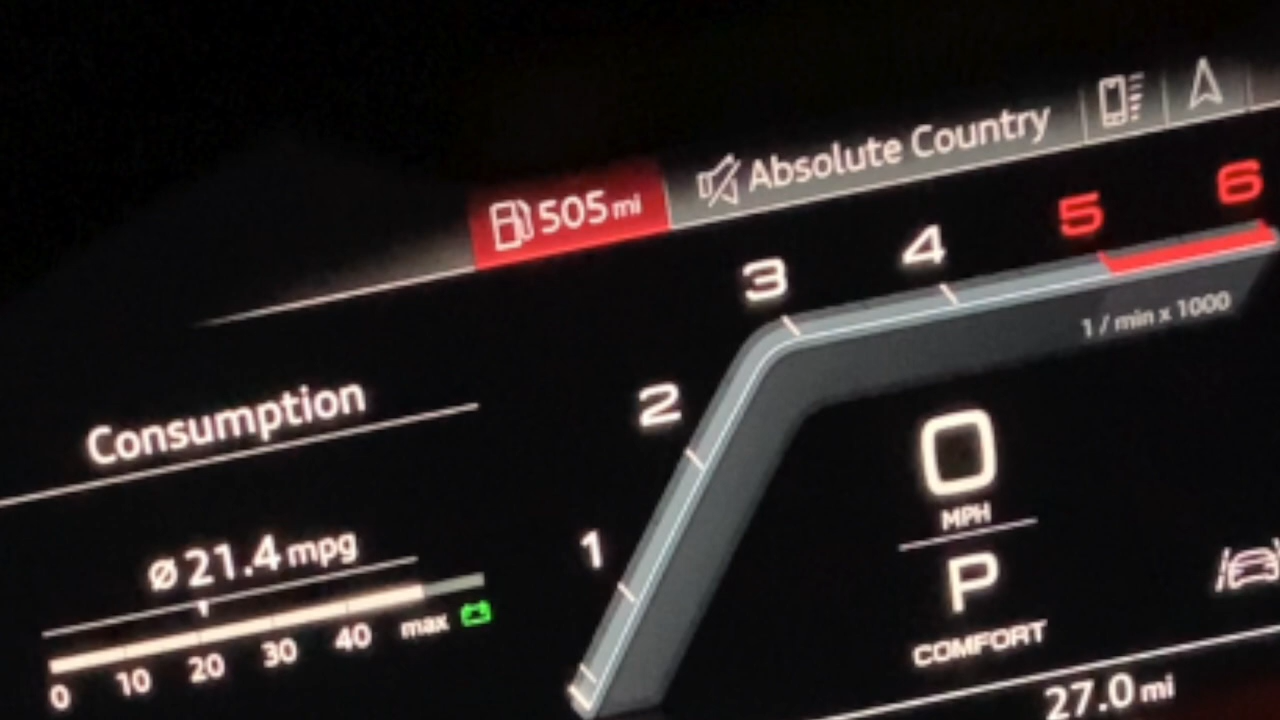 505 mi
Absolute Country
6
5
4
3
1 / min x 1000
2
Consumption
0
MPH
1
ø 21.4 mpg
P
0 10 20 30 40 max
COMFORT
27.0 mi